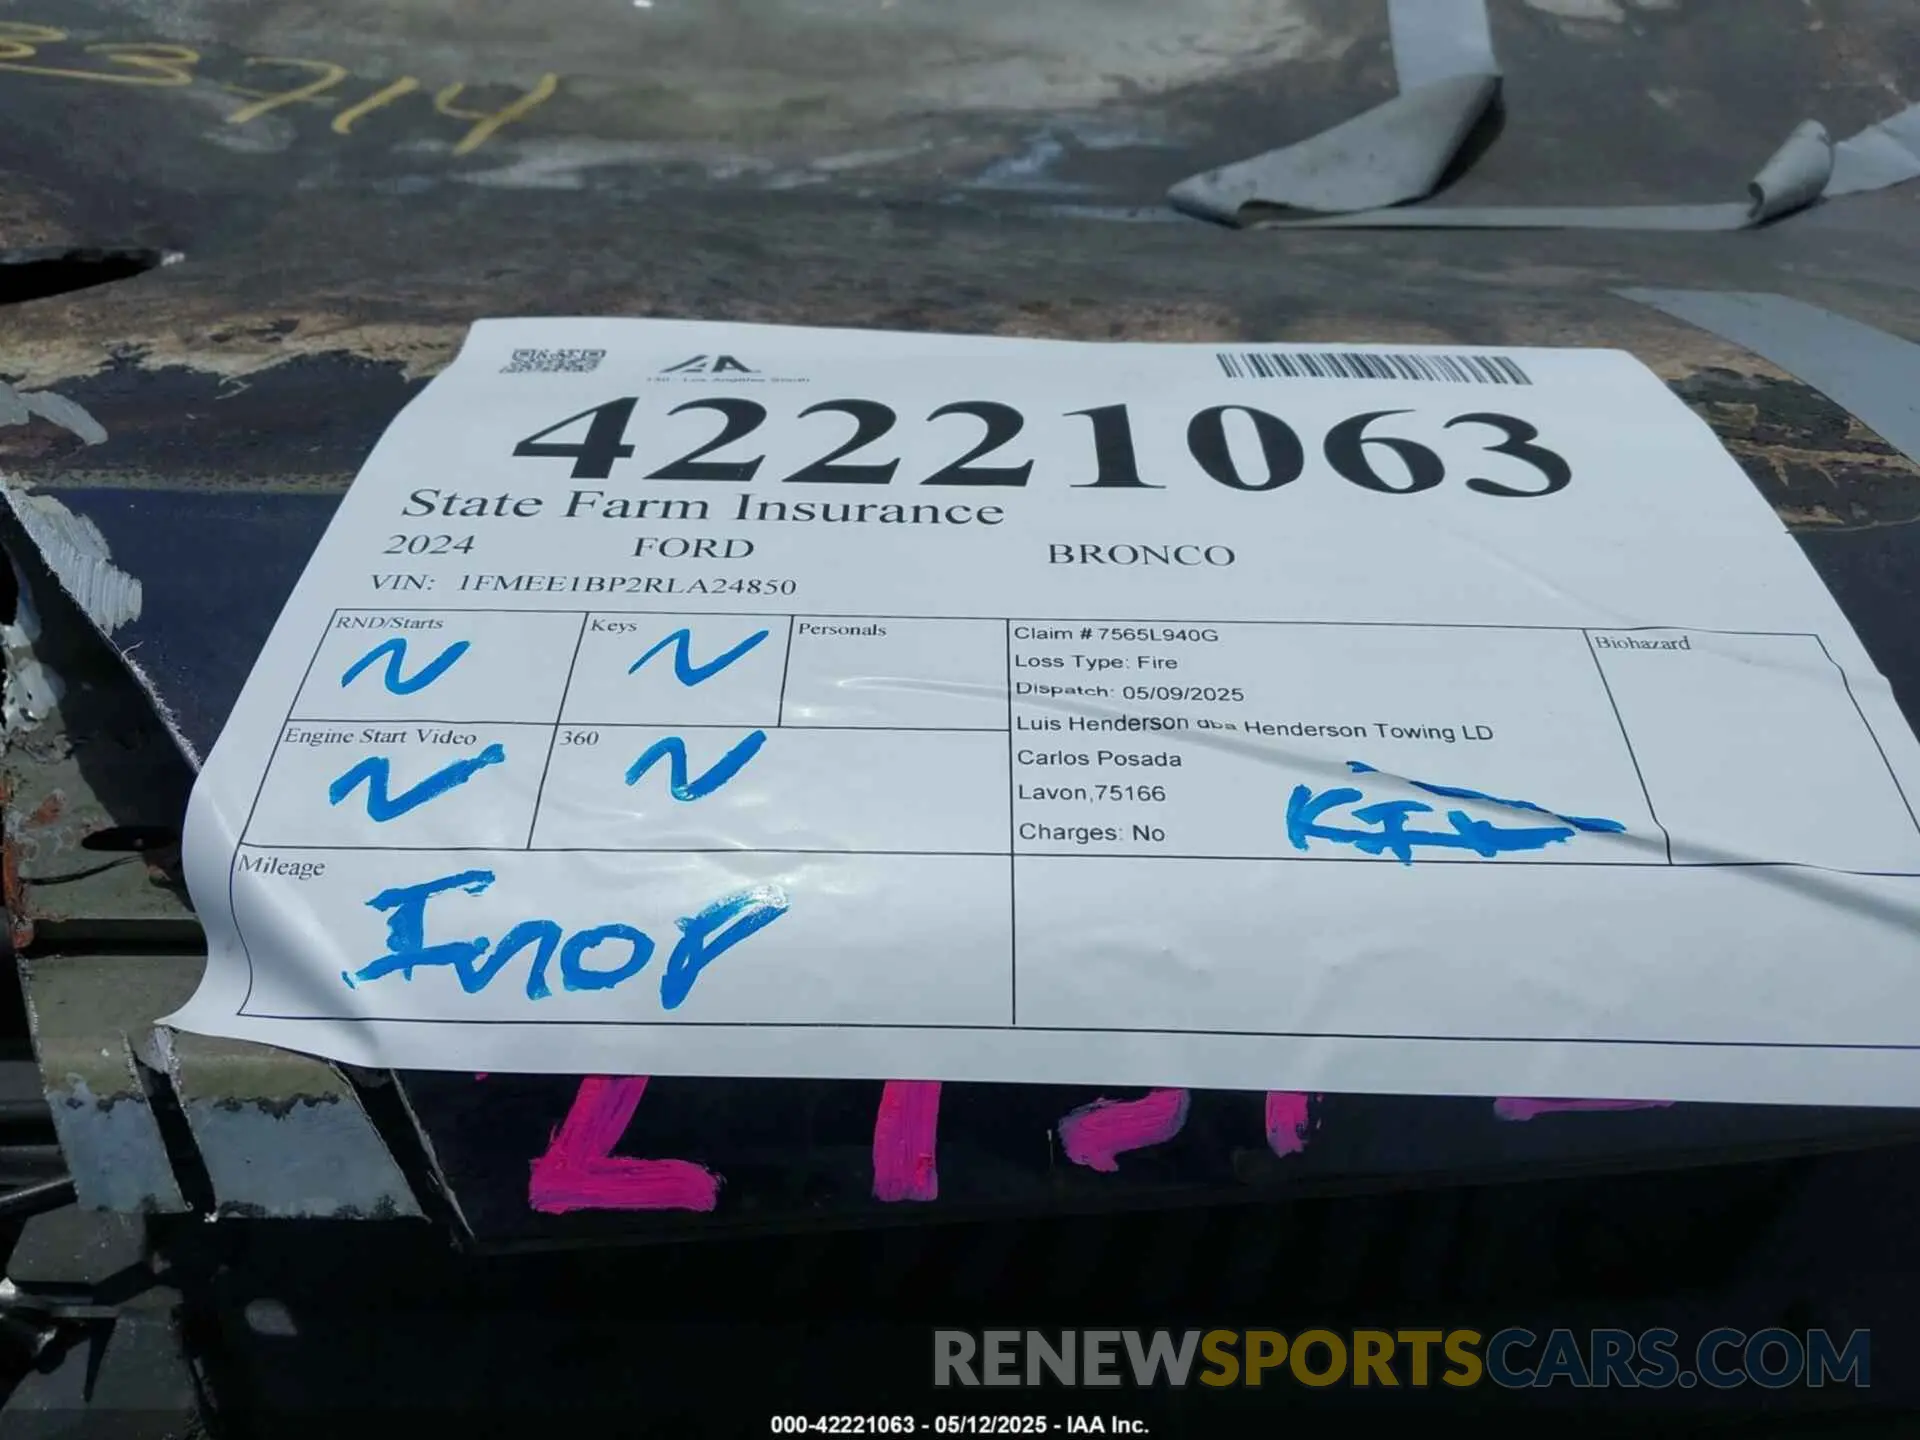 3714
IAA
42221063
State Farm Insurance
2024 FORD BRONCO
VIN: 1FMEE1BP2RLA24850
RND/Starts N
Keys N
Personals
Claim # 7565L940G
Loss Type: Fire
Dispatch: 05/09/2025
Luis Henderson dba Henderson Towing LD
Carlos Posada
Lavon,75166
Charges: No
Biohazard
Engine Start Video N
360 N
Mileage
Inop
RENEWSPORTSCARS.COM
000-42221063 - 05/12/2025 - IAA Inc.